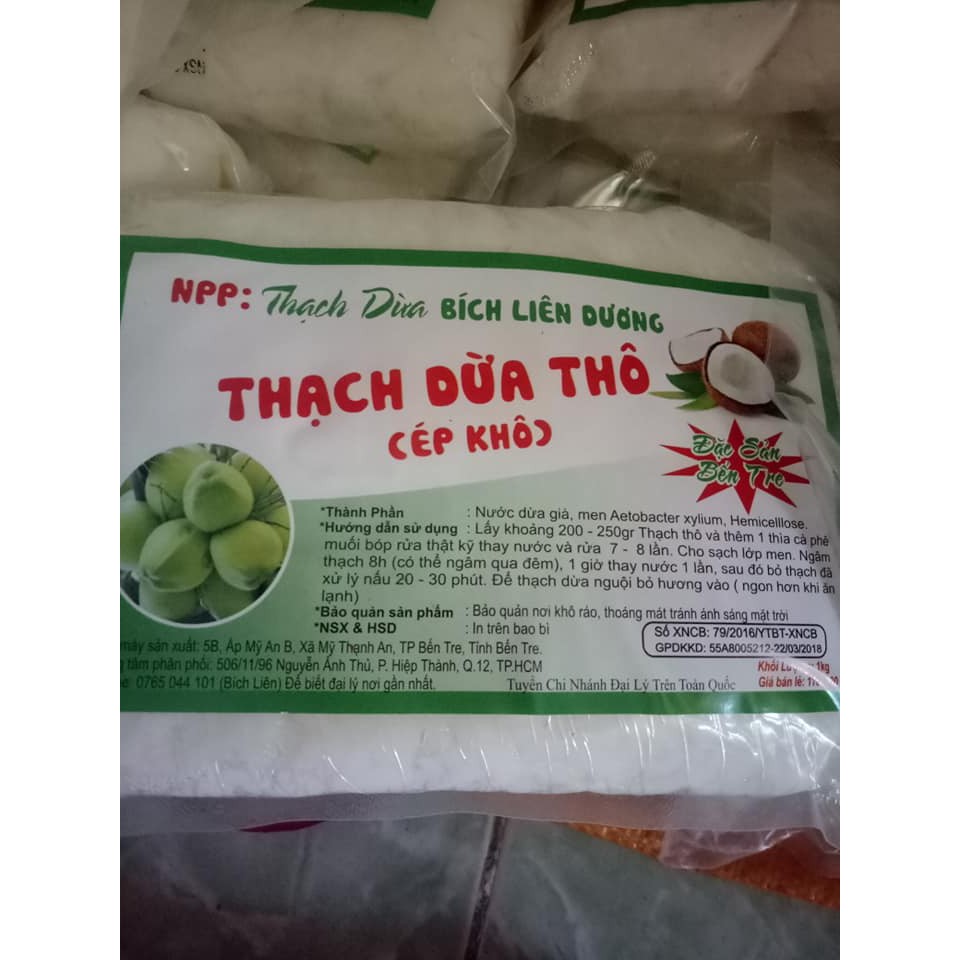 NPP: Thạch Dừa BÍCH LIÊN DƯƠNG
THẠCH DỪA THÔ
(ÉP KHÔ)
Đặc Sản
Bến Tre
*Thành Phần : Nước dừa già, men Aetobacter xylium, Hemicelllose.
*Hướng dẫn sử dụng : Lấy khoảng 200 - 250gr Thạch thô và thêm 1 thìa cà phê
muối bóp rửa thật kỹ thay nước và rửa 7 - 8 lần. Cho sạch lớp men. Ngâm
thạch 8h (có thể ngâm qua đêm), 1 giờ thay nước 1 lần, sau đó bỏ thạch đã
xử lý nấu 20 - 30 phút. Để thạch dừa nguội bỏ hương vào ( ngon hơn khi ăn
lạnh)
*Bảo quản sản phẩm : Bảo quản nơi khô ráo, thoáng mát tránh ánh sáng mặt trời
*NSX & HSD : In trên bao bì
Số XNCB: 79/2016/YTBT-XNCB
GPDKKD: 55A8005212-22/03/2018
máy sản xuất: 5B, Ấp Mỹ An B, Xã Mỹ Thạnh An, TP Bến Tre, Tỉnh Bến Tre.
tâm phân phối: 506/11/96 Nguyễn Ảnh Thủ, P. Hiệp Thành, Q.12, TP.HCM
0765 044 101 (Bích Liên) Để biết đại lý nơi gần nhất.
Tuyển Chi Nhánh Đại Lý Trên Toàn Quốc
Khối 1kg
Giá bán lẻ: